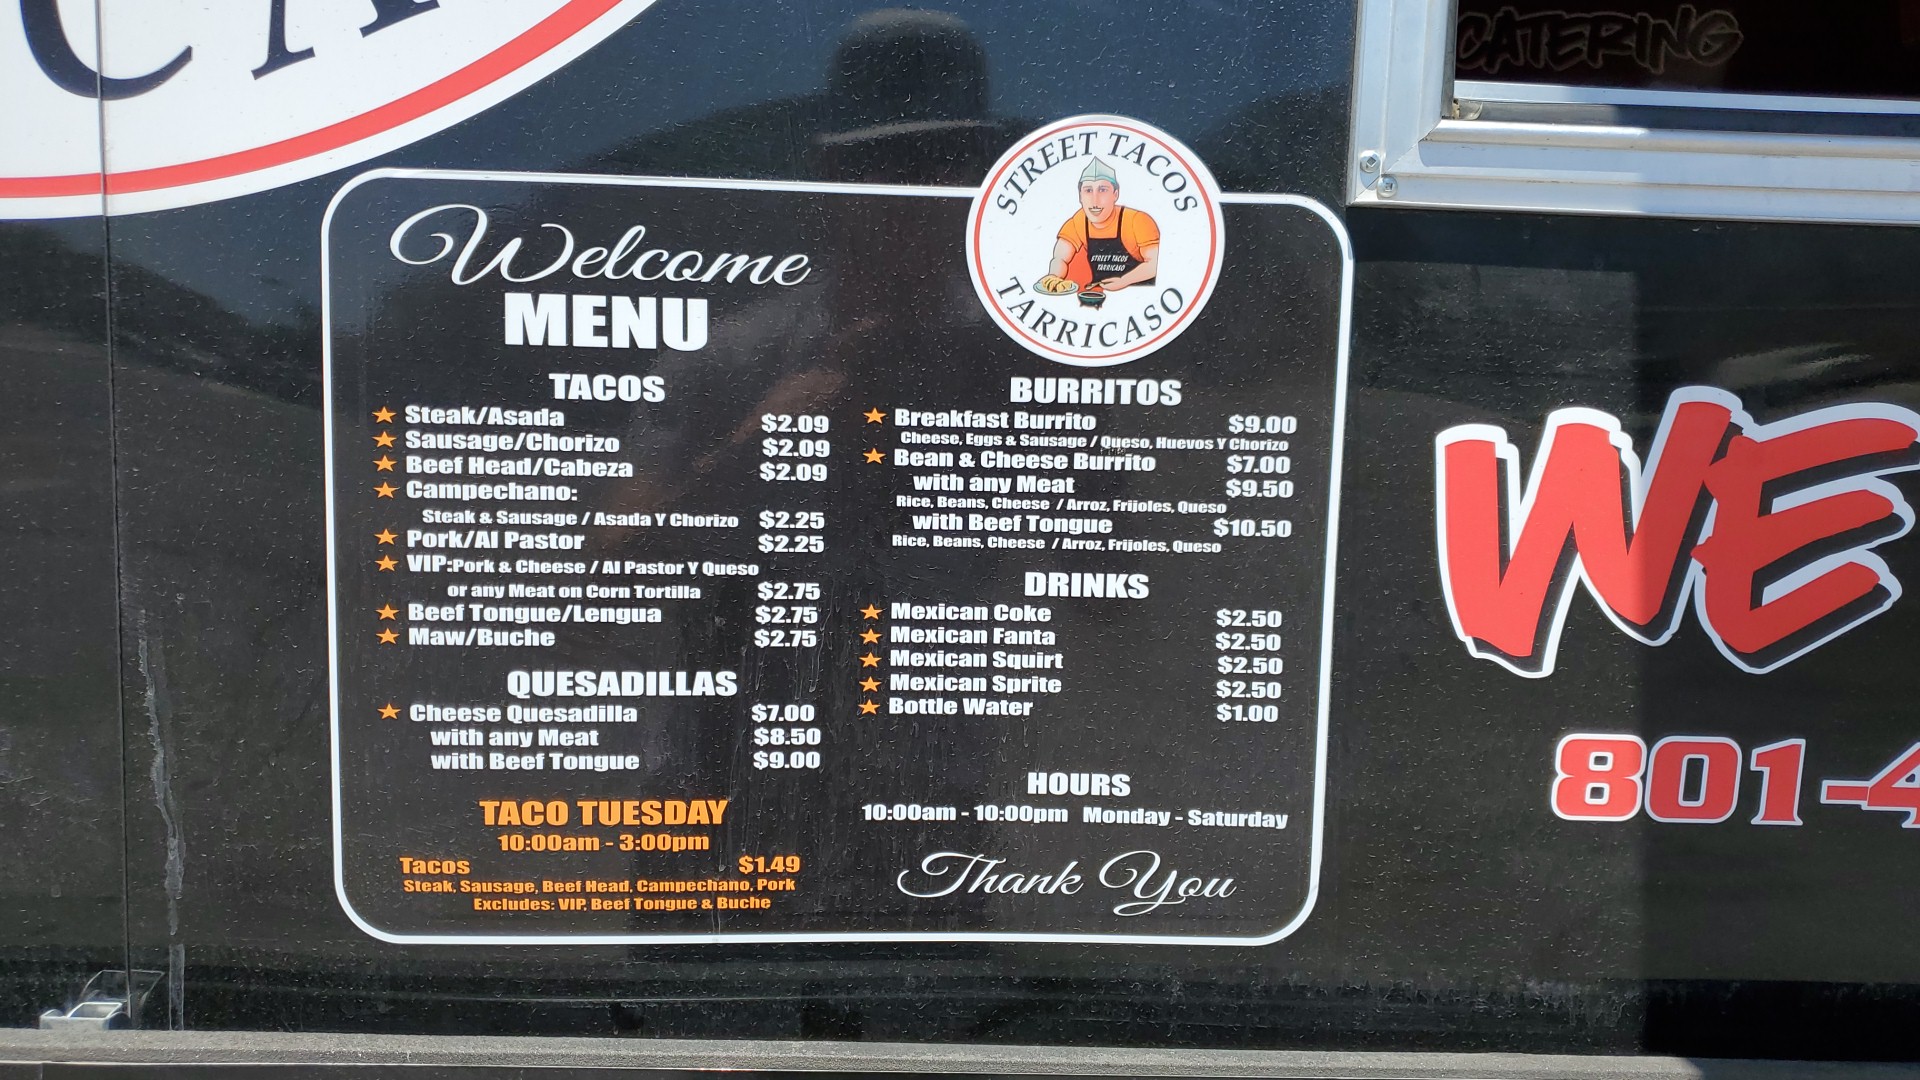 CATERING
STREET TACOS
STREET TACOS
TARRICASO
TARRICASO
Welcome
MENU
TACOS
Steak/Asada $2.09
Sausage/Chorizo $2.09
Beef Head/Cabeza $2.09
Campechano:
Steak & Sausage / Asada Y Chorizo $2.25
Pork/Al Pastor $2.25
VIP:Pork & Cheese / Al Pastor Y Queso
or any Meat on Corn Tortilla $2.75
Beef Tongue/Lengua $2.75
Maw/Buche $2.75
QUESADILLAS
Cheese Quesadilla $7.00
with any Meat $8.50
with Beef Tongue $9.00
TACO TUESDAY
10:00am - 3:00pm
Tacos $1.49
Steak, Sausage, Beef Head, Campechano, Pork
Excludes: VIP, Beef Tongue & Buche
BURRITOS
Breakfast Burrito $9.00
Cheese, Eggs & Sausage / Queso, Huevos Y Chorizo
Bean & Cheese Burrito $7.00
with any Meat $9.50
Rice, Beans, Cheese / Arroz, Frijoles, Queso
with Beef Tongue $10.50
Rice, Beans, Cheese / Arroz, Frijoles, Queso
DRINKS
Mexican Coke $2.50
Mexican Fanta $2.50
Mexican Squirt $2.50
Mexican Sprite $2.50
Bottle Water $1.00
HOURS
10:00am - 10:00pm Monday - Saturday
Thank You
WE
801-4